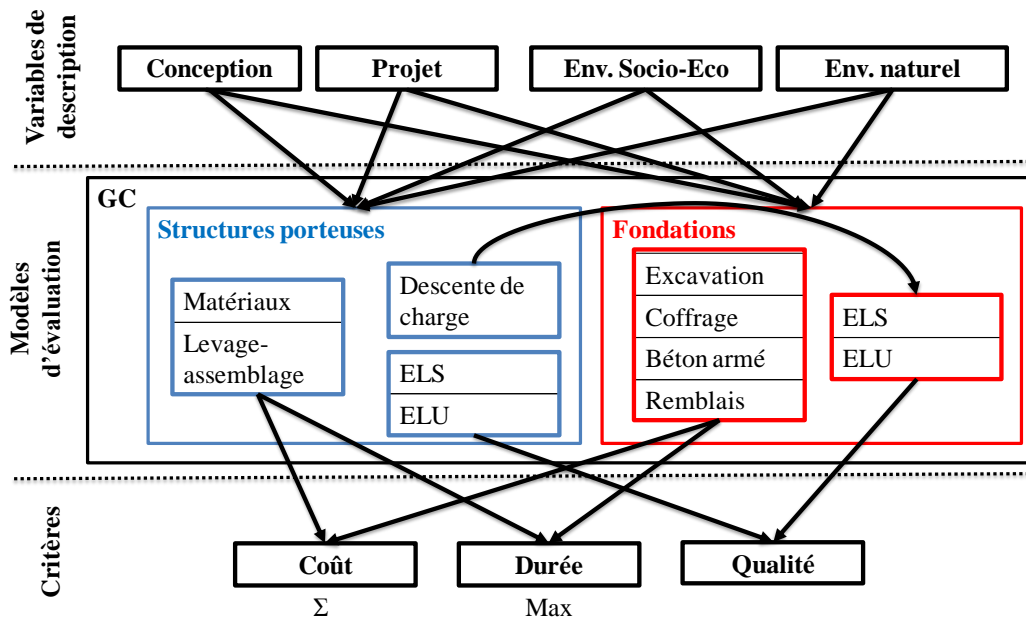 Variables de
description
Conception
Projet
Env. Socio-Eco
Env. naturel
Modèles
d'évaluation
GC
Structures porteuses
Matériaux
Levage-
assemblage
Descente de
charge
ELS
ELU
Fondations
Excavation
Coffrage
Béton armé
Remblais
ELS
ELU
Critères
Coût
Durée
Qualité
Σ
Max